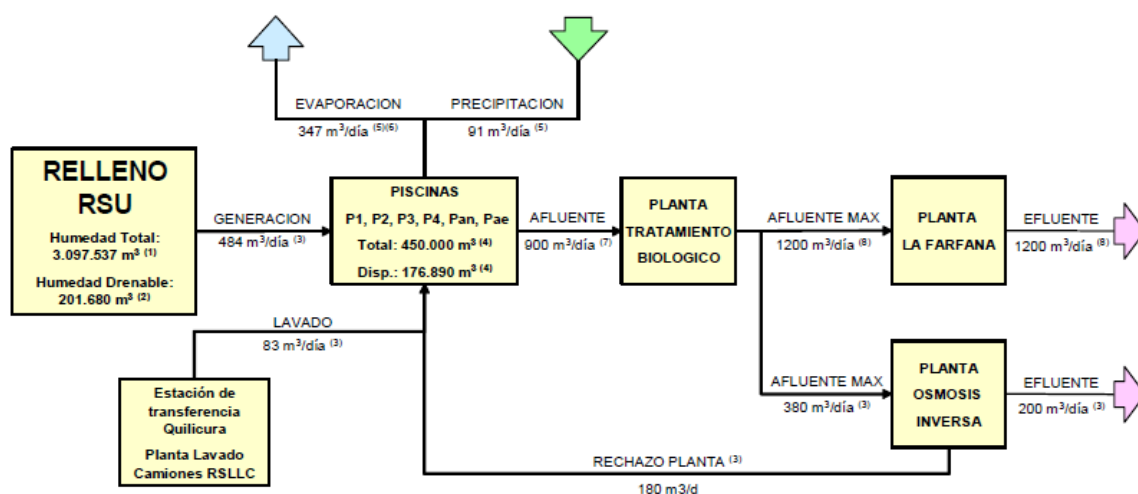 EVAPORACION
347 m³/día (5)(6)
PRECIPITACION
91 m³/día (5)
RELLENO
RSU
Humedad Total:
3.097.537 m³ (1)
Humedad Drenable:
201.680 m³ (2)
GENERACION
484 m³/día (3)
PISCINAS
P1, P2, P3, P4, Pan, Pae
Total: 450.000 m³ (4)
Disp.: 176.890 m³ (4)
AFLUENTE
900 m³/día (7)
PLANTA
TRATAMIENTO
BIOLOGICO
AFLUENTE MAX
1200 m³/día (8)
PLANTA
LA FARFANA
EFLUENTE
1200 m³/día (8)
LAVADO
83 m³/día (3)
Estación de
transferencia
Quilicura
Planta Lavado
Camiones RSLLC
AFLUENTE MAX
380 m³/día (3)
PLANTA
OSMOSIS
INVERSA
EFLUENTE
200 m³/día (3)
RECHAZO PLANTA (3)
180 m3/d